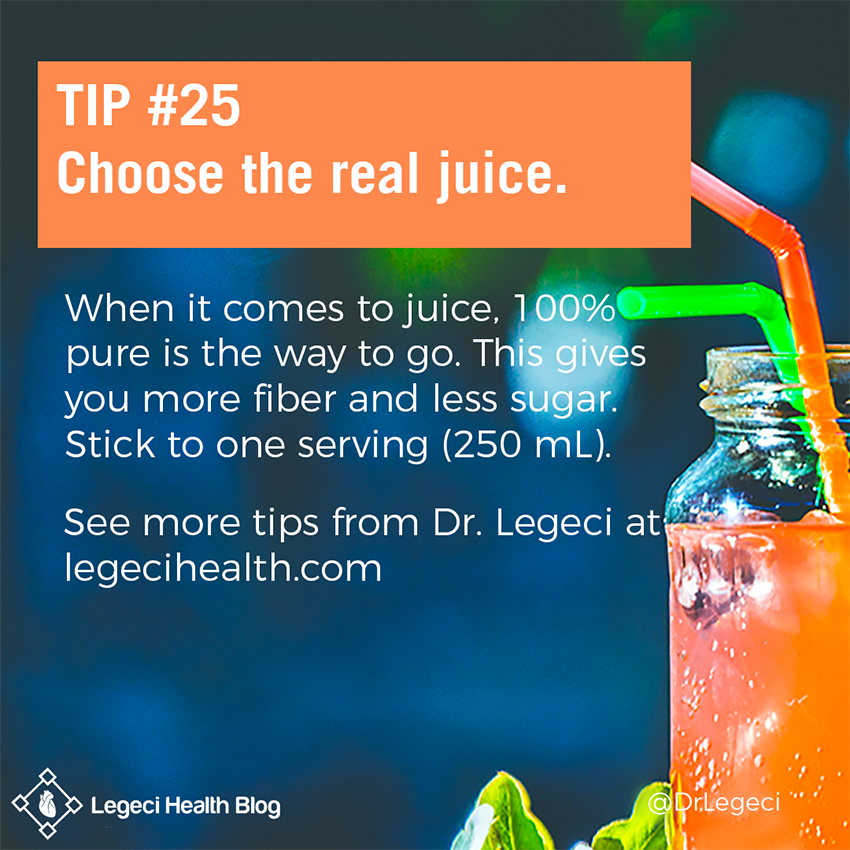 TIP #25
Choose the real juice.
When it comes to juice, 100%
pure is the way to go. This gives
you more fiber and less sugar.
Stick to one serving (250 mL).
See more tips from Dr. Legeci at
legecihealth.com
Legeci Health Blog
@DrLegeci